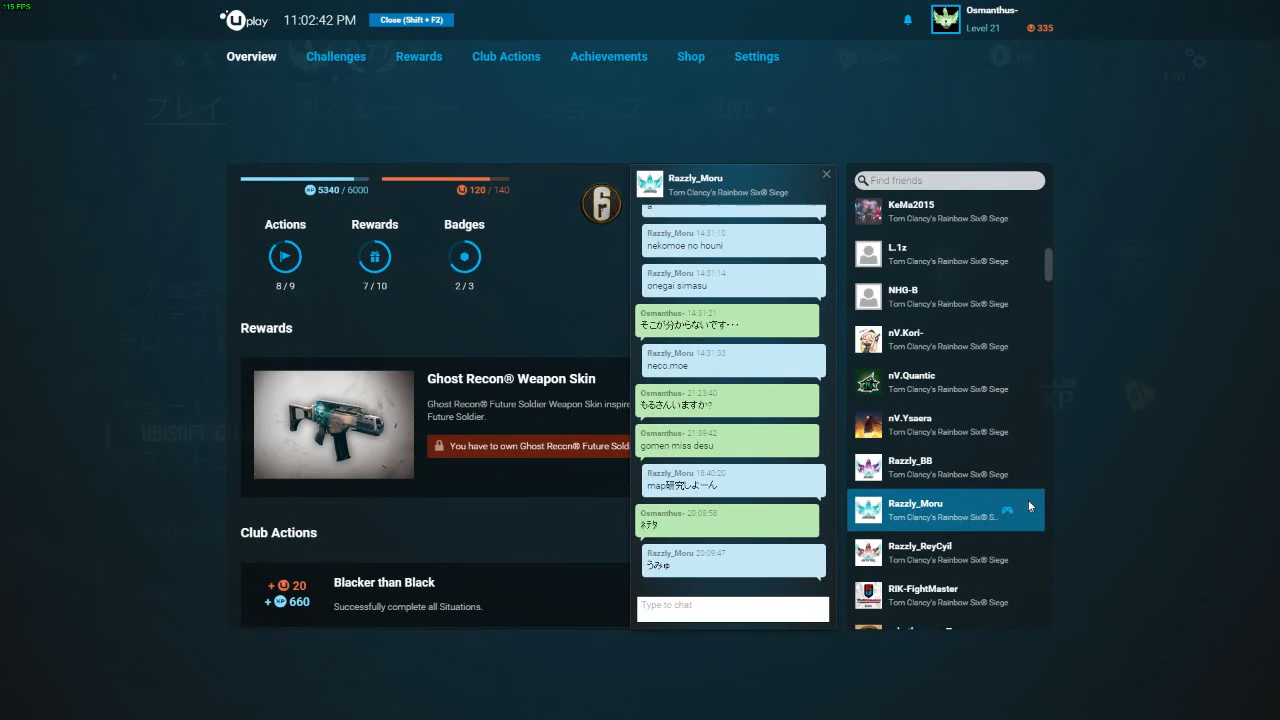 115 FPS
Uplay
11:02:42 PM
Close (Shift + F2)
Osmanthus-
Level 21
335
Overview
Challenges
Rewards
Club Actions
Achievements
Shop
Settings
プレイ
XP 5340 / 6000
120 / 140
6
Actions
Rewards
Badges
8 / 9
7 / 10
2 / 3
Rewards
Ghost Recon® Weapon Skin
Ghost Recon® Future Soldier Weapon Skin inspire
Future Soldier.
You have to own Ghost Recon® Future Sold
Club Actions
+ 20
+ XP 660
Blacker than Black
Successfully complete all Situations.
Razzly_Moru
Tom Clancy's Rainbow Six® Siege
a
Razzly_Moru 14:31:10
nekomoe no houni
Razzly_Moru 14:31:14
onegai simasu
Osmanthus- 14:31:21
そこが分からないです・・・
Razzly_Moru 14:31:33
neco.moe
Osmanthus- 21:23:40
もるさんいますか?
Osmanthus- 21:39:42
gomen miss desu
Razzly_Moru 18:40:20
map研究しよーん
Osmanthus- 20:08:58
ﾈﾃﾀ
Razzly_Moru 20:09:47
うみゅ
Type to chat
Find friends
KeMa2015
Tom Clancy's Rainbow Six® Siege
L.1z
Tom Clancy's Rainbow Six® Siege
NHG-B
Tom Clancy's Rainbow Six® Siege
nV.Kori-
Tom Clancy's Rainbow Six® Siege
nV.Quantic
Tom Clancy's Rainbow Six® Siege
nV.Ysaera
Tom Clancy's Rainbow Six® Siege
Razzly_BB
Tom Clancy's Rainbow Six® Siege
Razzly_Moru
Tom Clancy's Rainbow Six® S...
Razzly_ReyCyil
Tom Clancy's Rainbow Six® Siege
RIK-FightMaster
Tom Clancy's Rainbow Six® Siege